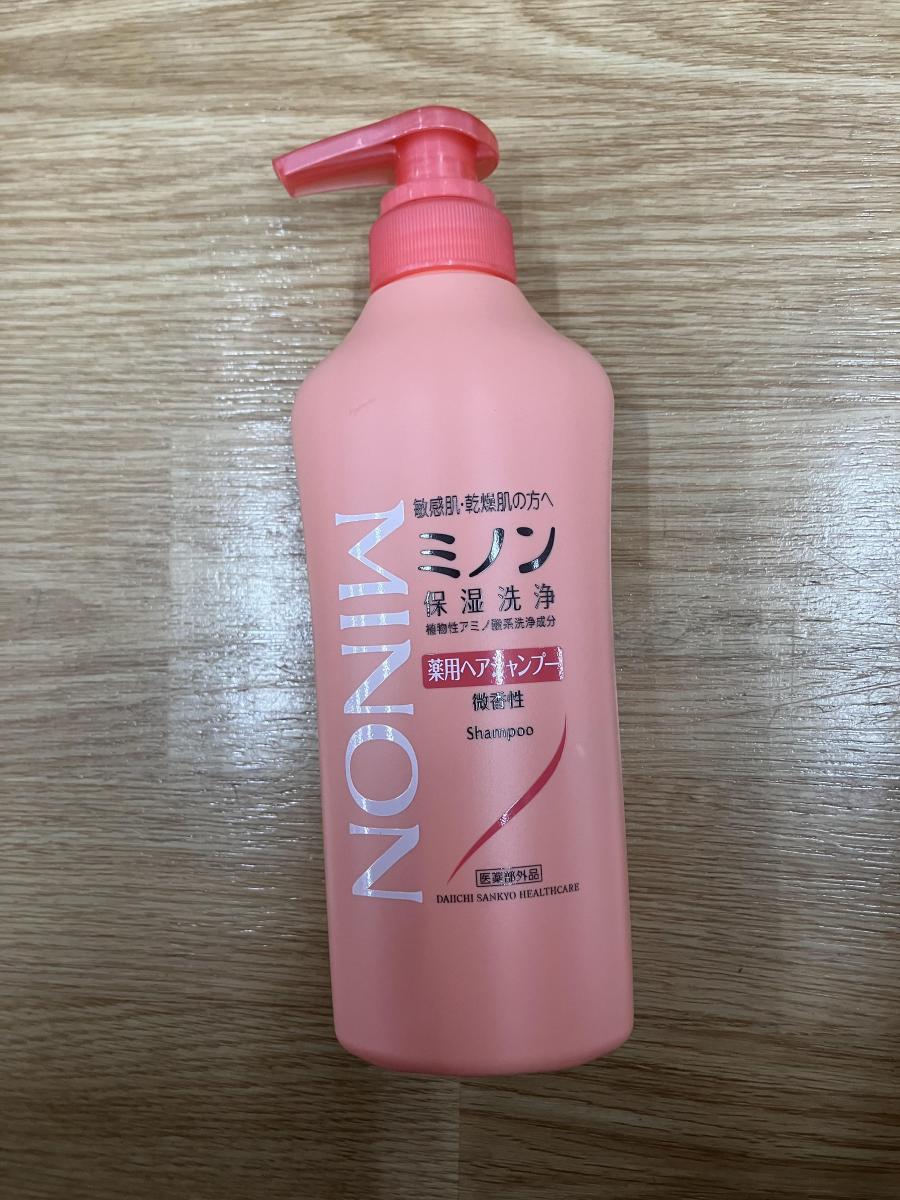 MINON
敏感肌・乾燥肌の方へ
ミノン
保湿洗浄
植物性アミノ酸系洗浄成分
薬用ヘアシャンプー
微香性
Shampoo
医薬部外品
DAIICHI SANKYO HEALTHCARE